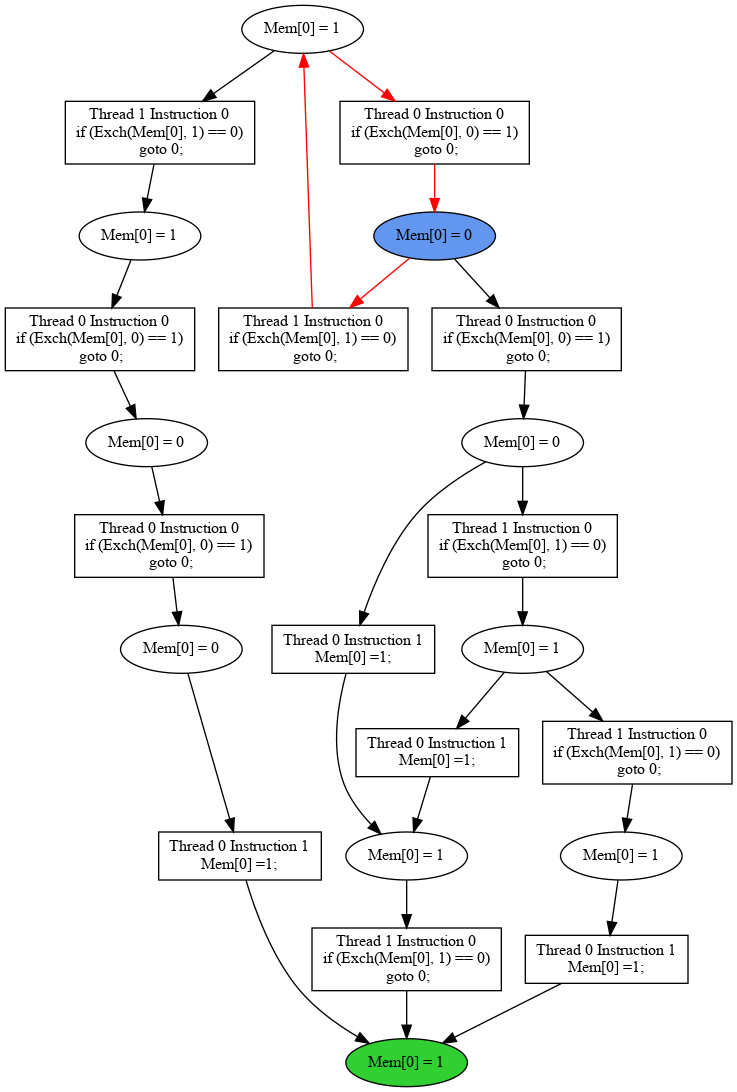 Mem[0] = 1
Thread 1 Instruction 0
if (Exch(Mem[0], 1) == 0)
goto 0;
Thread 0 Instruction 0
if (Exch(Mem[0], 0) == 1)
goto 0;
Mem[0] = 1
Mem[0] = 0
Thread 0 Instruction 0
if (Exch(Mem[0], 0) == 1)
goto 0;
Thread 1 Instruction 0
if (Exch(Mem[0], 1) == 0)
goto 0;
Thread 0 Instruction 0
if (Exch(Mem[0], 0) == 1)
goto 0;
Mem[0] = 0
Mem[0] = 0
Thread 0 Instruction 0
if (Exch(Mem[0], 0) == 1)
goto 0;
Thread 1 Instruction 0
if (Exch(Mem[0], 1) == 0)
goto 0;
Mem[0] = 0
Thread 0 Instruction 1
Mem[0] =1;
Mem[0] = 1
Thread 0 Instruction 1
Mem[0] =1;
Thread 1 Instruction 0
if (Exch(Mem[0], 1) == 0)
goto 0;
Thread 0 Instruction 1
Mem[0] =1;
Mem[0] = 1
Mem[0] = 1
Thread 1 Instruction 0
if (Exch(Mem[0], 1) == 0)
goto 0;
Thread 0 Instruction 1
Mem[0] =1;
Mem[0] = 1